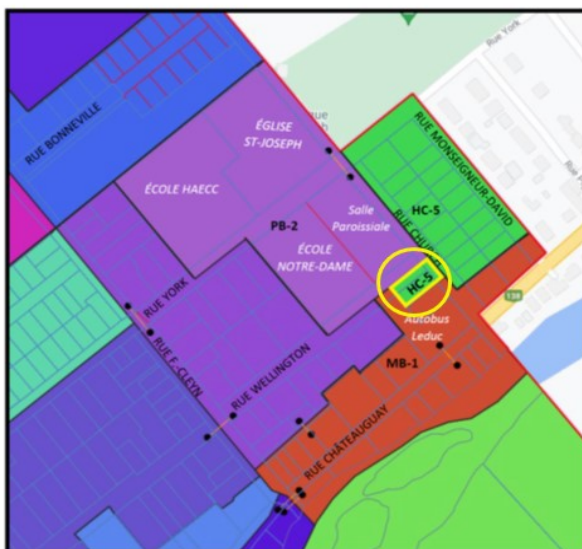 Rue York
RUE BONNEVILLE
ÉGLISE
ST-JOSEPH
RUE MONSEIGNEUR-DAVID
ÉCOLE HAECC
HC-5
Salle
Paroissiale
PB-2
ÉCOLE
NOTRE-DAME
HC-5
138
RUE YORK
Autobus
Leduc
RUE F.-CLEYN
RUE WELLINGTON
MB-1
RUE CHÂTEAUGUAY